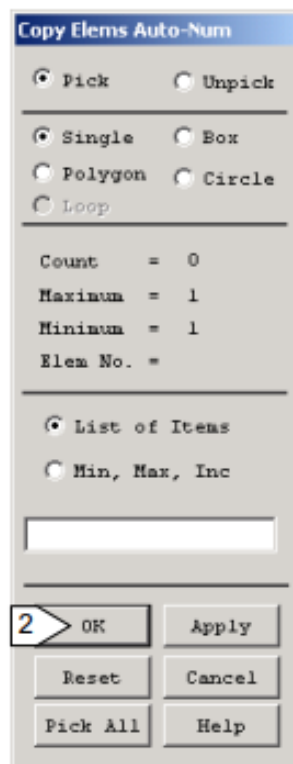 Copy Elems Auto-Num
Pick Unpick
Single Box
Polygon Circle
Loop
Count = 0
Maximum = 1
Minimum = 1
Elem No. =
List of Items
Min, Max, Inc
2 OK Apply
Reset Cancel
Pick All Help